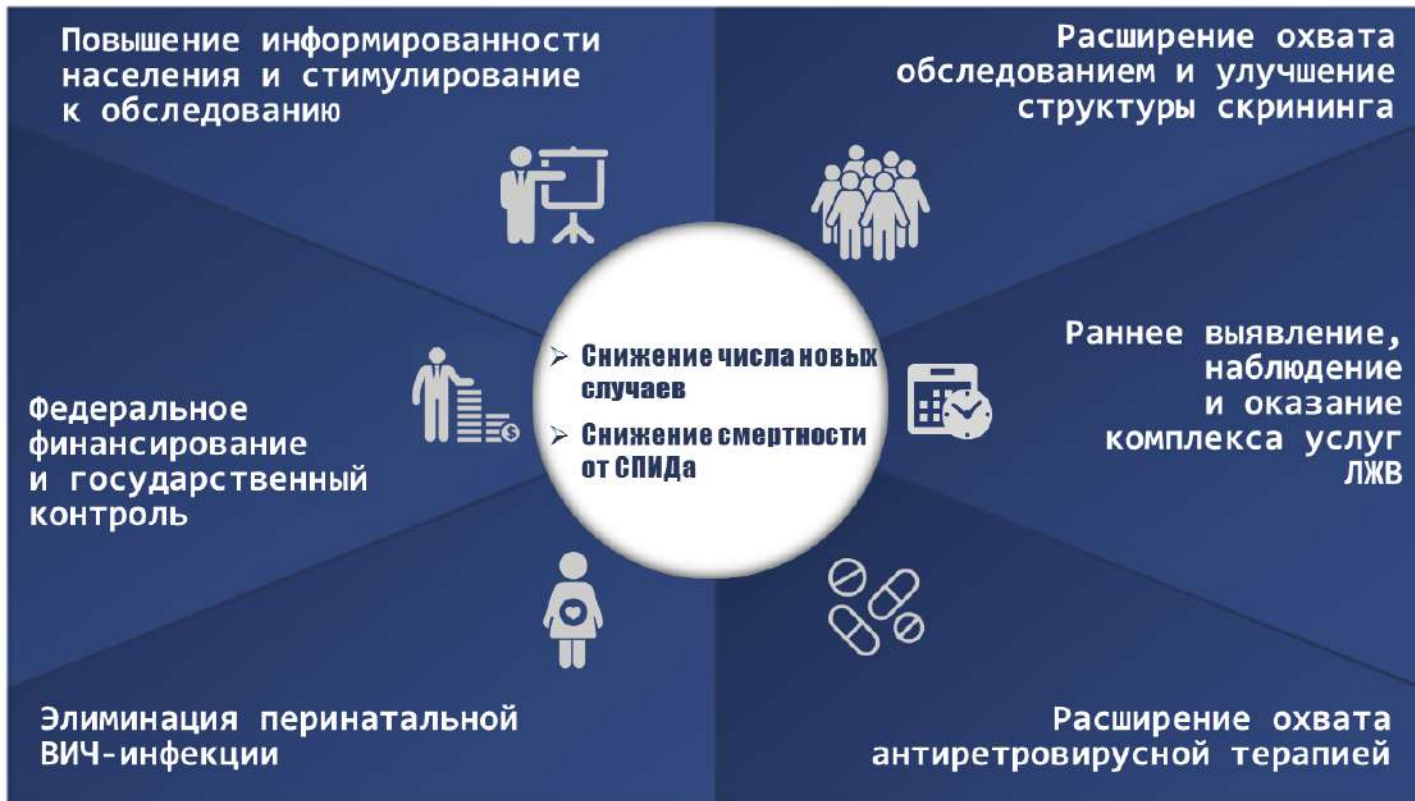 Повышение информированности
населения и стимулирование
к обследованию
Расширение охвата
обследованием и улучшение
структуры скрининга
Федеральное
финансирование
и государственный
контроль
➢ Снижение числа новых
случаев
➢ Снижение смертности
от СПИДа
Раннее выявление,
наблюдение
и оказание
комплекса услуг
ЛЖВ
Элиминация перинатальной
ВИЧ-инфекции
Расширение охвата
антиретровирусной терапией